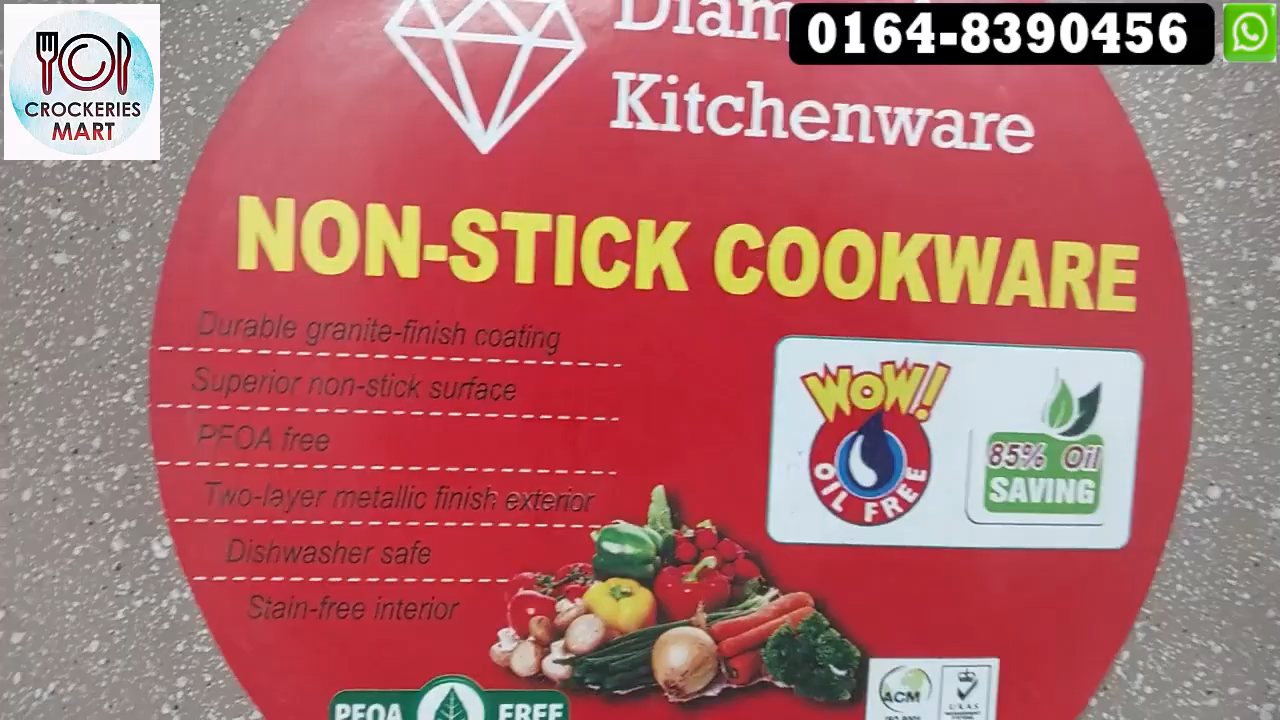 CROCKERIES
MART
0164-8390456
Kitchenware
NON-STICK COOKWARE
Durable granite-finish coating
Superior non-stick surface
PFOA free
Two-layer metallic finish exterior
Dishwasher safe
Stain-free interior
WOW!
OIL FREE
85% Oil
SAVING
PFOA FREE
ACM
UKAS